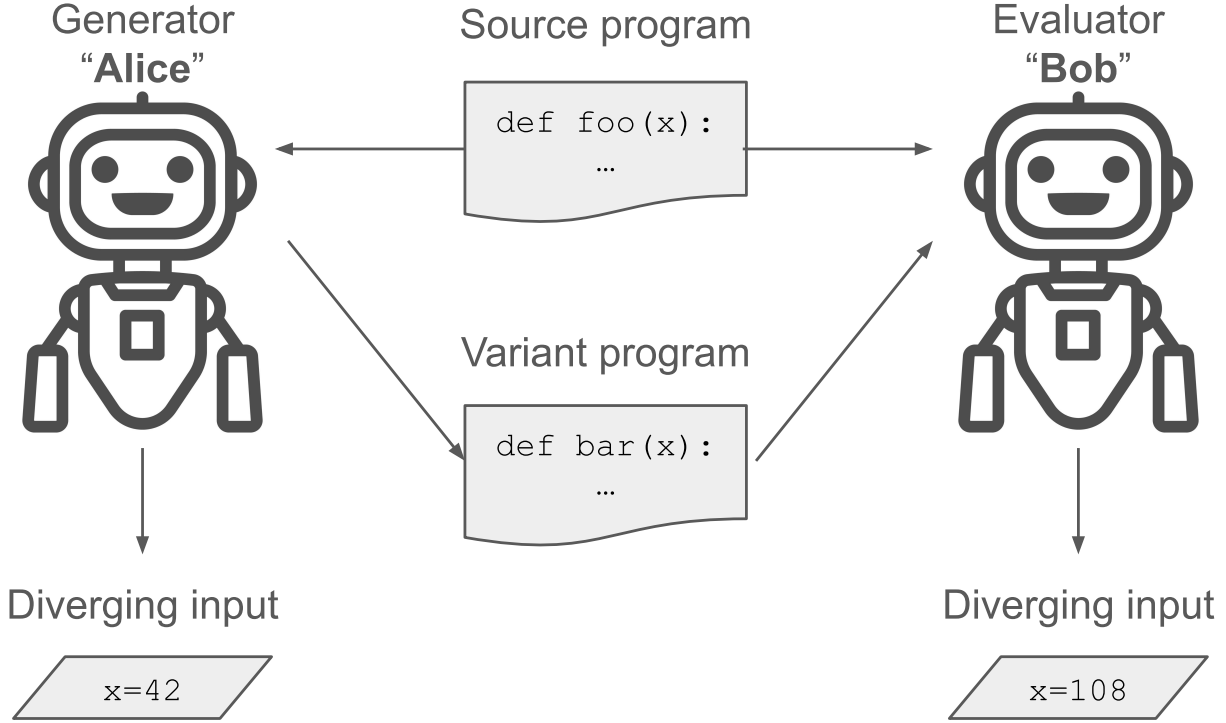 Generator
“Alice”
Source program
def foo(x):
…
Evaluator
“Bob”
Variant program
def bar(x):
…
Diverging input
x=42
Diverging input
x=108